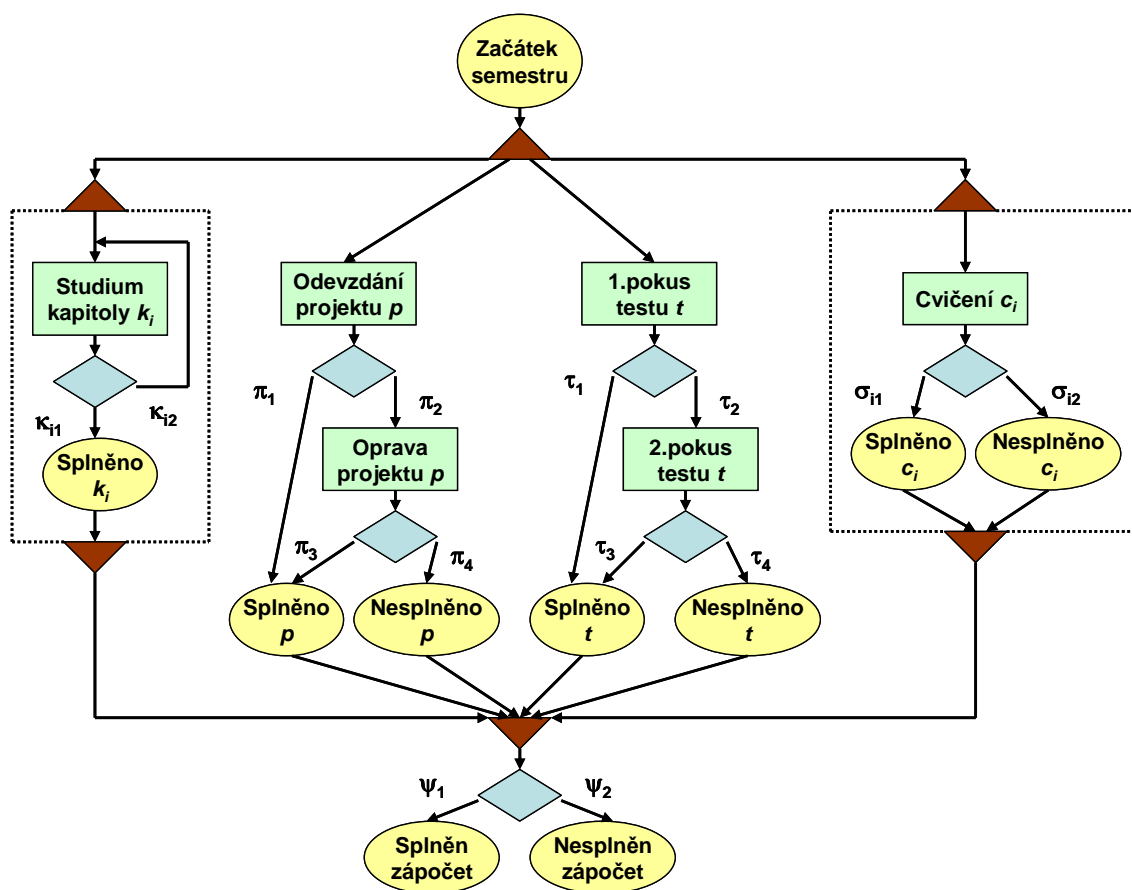 Začátek
semestru
Studium
kapitoly kᵢ
κi1
κi2
Splněno
kᵢ
Odevzdání
projektu p
π1
π2
Oprava
projektu p
π3
π4
Splněno
p
Nesplněno
p
1.pokus
testu t
τ1
τ2
2.pokus
testu t
τ3
τ4
Splněno
t
Nesplněno
t
Cvičení cᵢ
σi1
σi2
Splněno
cᵢ
Nesplněno
cᵢ
ψ1
ψ2
Splněn
zápočet
Nesplněn
zápočet